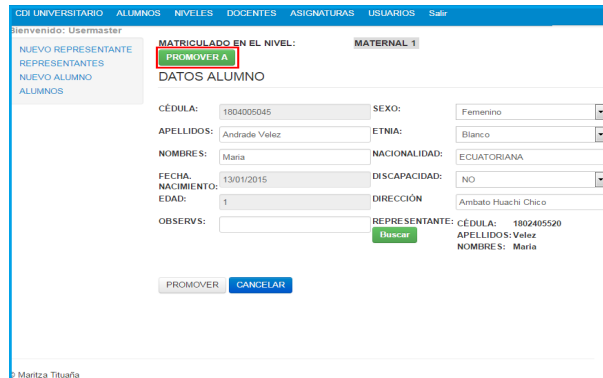 CDI UNIVERSITARIO ALUMNOS NIVELES DOCENTES ASIGNATURAS USUARIOS Salir
Bienvenido: Usermaster
NUEVO REPRESENTANTE
REPRESENTANTES
NUEVO ALUMNO
ALUMNOS
MATRICULADO EN EL NIVEL: MATERNAL 1
PROMOVER A
DATOS ALUMNO
CÉDULA: 1804005045 SEXO: Femenino
APELLIDOS: Andrade Velez ETNIA: Blanco
NOMBRES: Maria NACIONALIDAD: ECUATORIANA
FECHA. NACIMIENTO: 13/01/2015 DISCAPACIDAD: NO
EDAD: 1 DIRECCIÓN Ambato Huachi Chico
OBSERVS: REPRESENTANTE: CÉDULA: 1802405520
Buscar APELLIDOS: Velez
NOMBRES: Maria
PROMOVER CANCELAR
© Maritza Tituaña